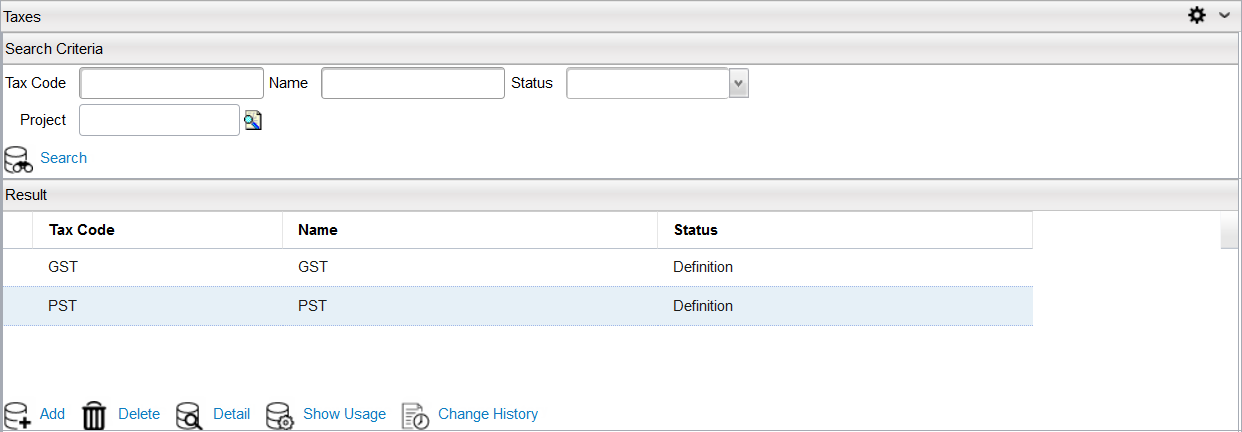 Taxes
Search Criteria
Tax Code Name Status
Project
Search
Result
Tax Code Name Status
GST GST Definition
PST PST Definition
Add Delete Detail Show Usage Change History